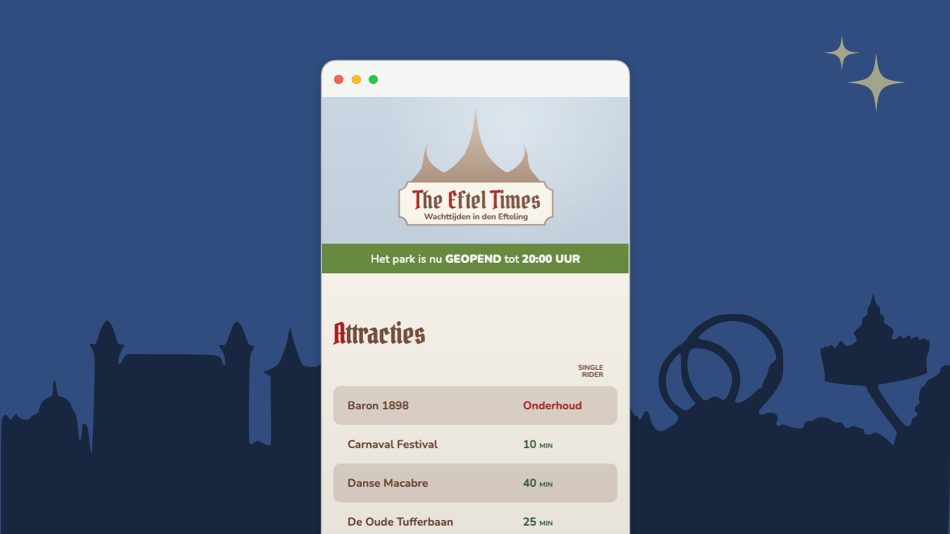 The Eftel Times
Wachttijden in den Efteling
Het park is nu GEOPEND tot 20:00 UUR
Attracties
SINGLE
RIDER
Baron 1898 Onderhoud
Carnaval Festival 10 MIN
Danse Macabre 40 MIN
De Oude Tufferbaan 25 MIN